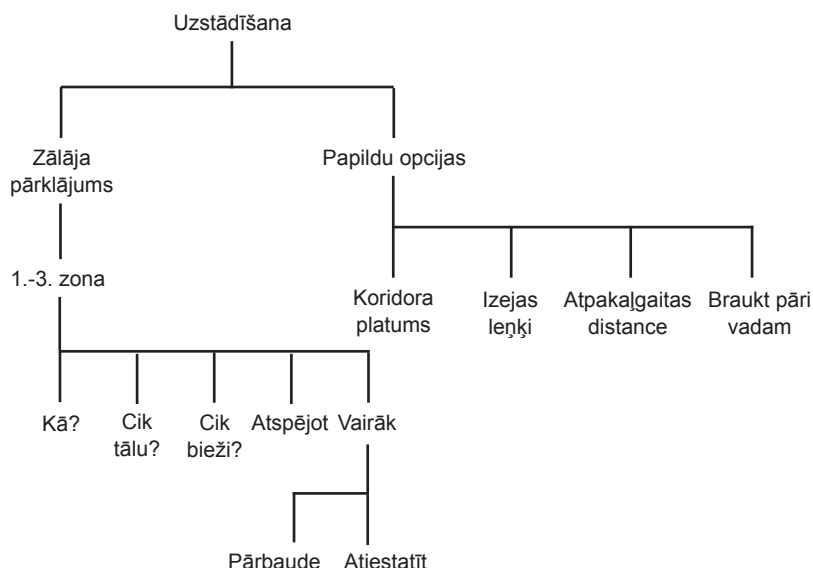 Uzstādīšana
Zālāja
pārklājums
Papildu opcijas
1.-3. zona
Koridora
platums
Izejas
leņķi
Atpakaļgaitas
distance
Braukt pāri
vadam
Kā?
Cik
tālu?
Cik
bieži?
Atspējot
Vairāk
Pārbaude
Atiestatīt